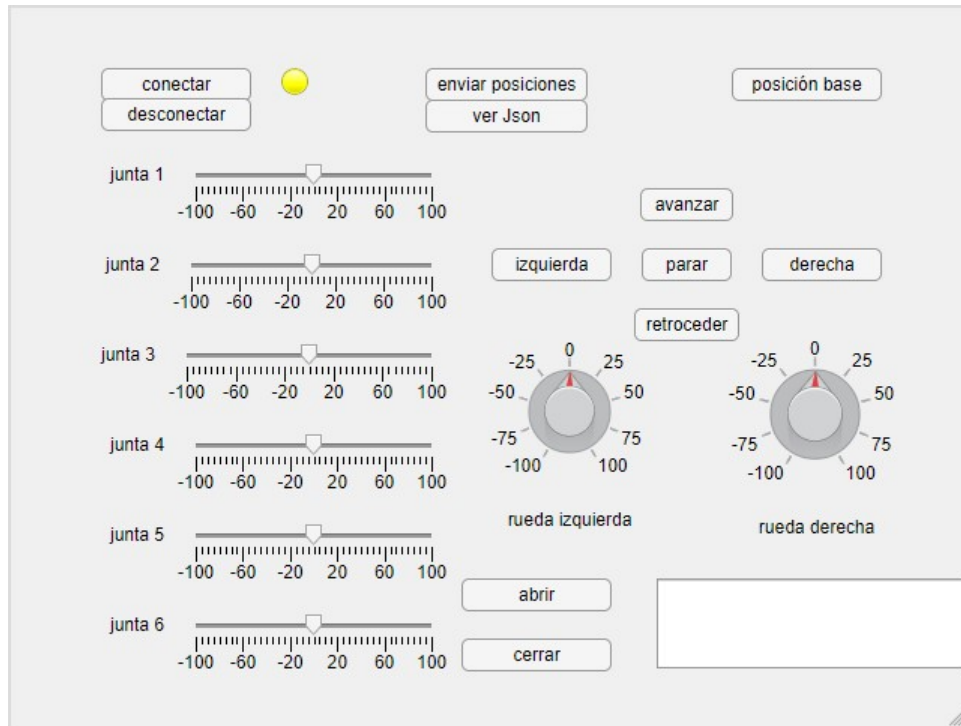 conectar
enviar posiciones
posición base
desconectar
ver Json
junta 1
-100 -60 -20 20 60 100
avanzar
junta 2
-100 -60 -20 20 60 100
izquierda
parar
derecha
retroceder
junta 3
-100 -60 -20 20 60 100
junta 4
-100 -60 -20 20 60 100
junta 5
-100 -60 -20 20 60 100
junta 6
-100 -60 -20 20 60 100
-25 0 25
-50 50
-75 75
-100 100
rueda izquierda
-25 0 25
-50 50
-75 75
-100 100
rueda derecha
abrir
cerrar